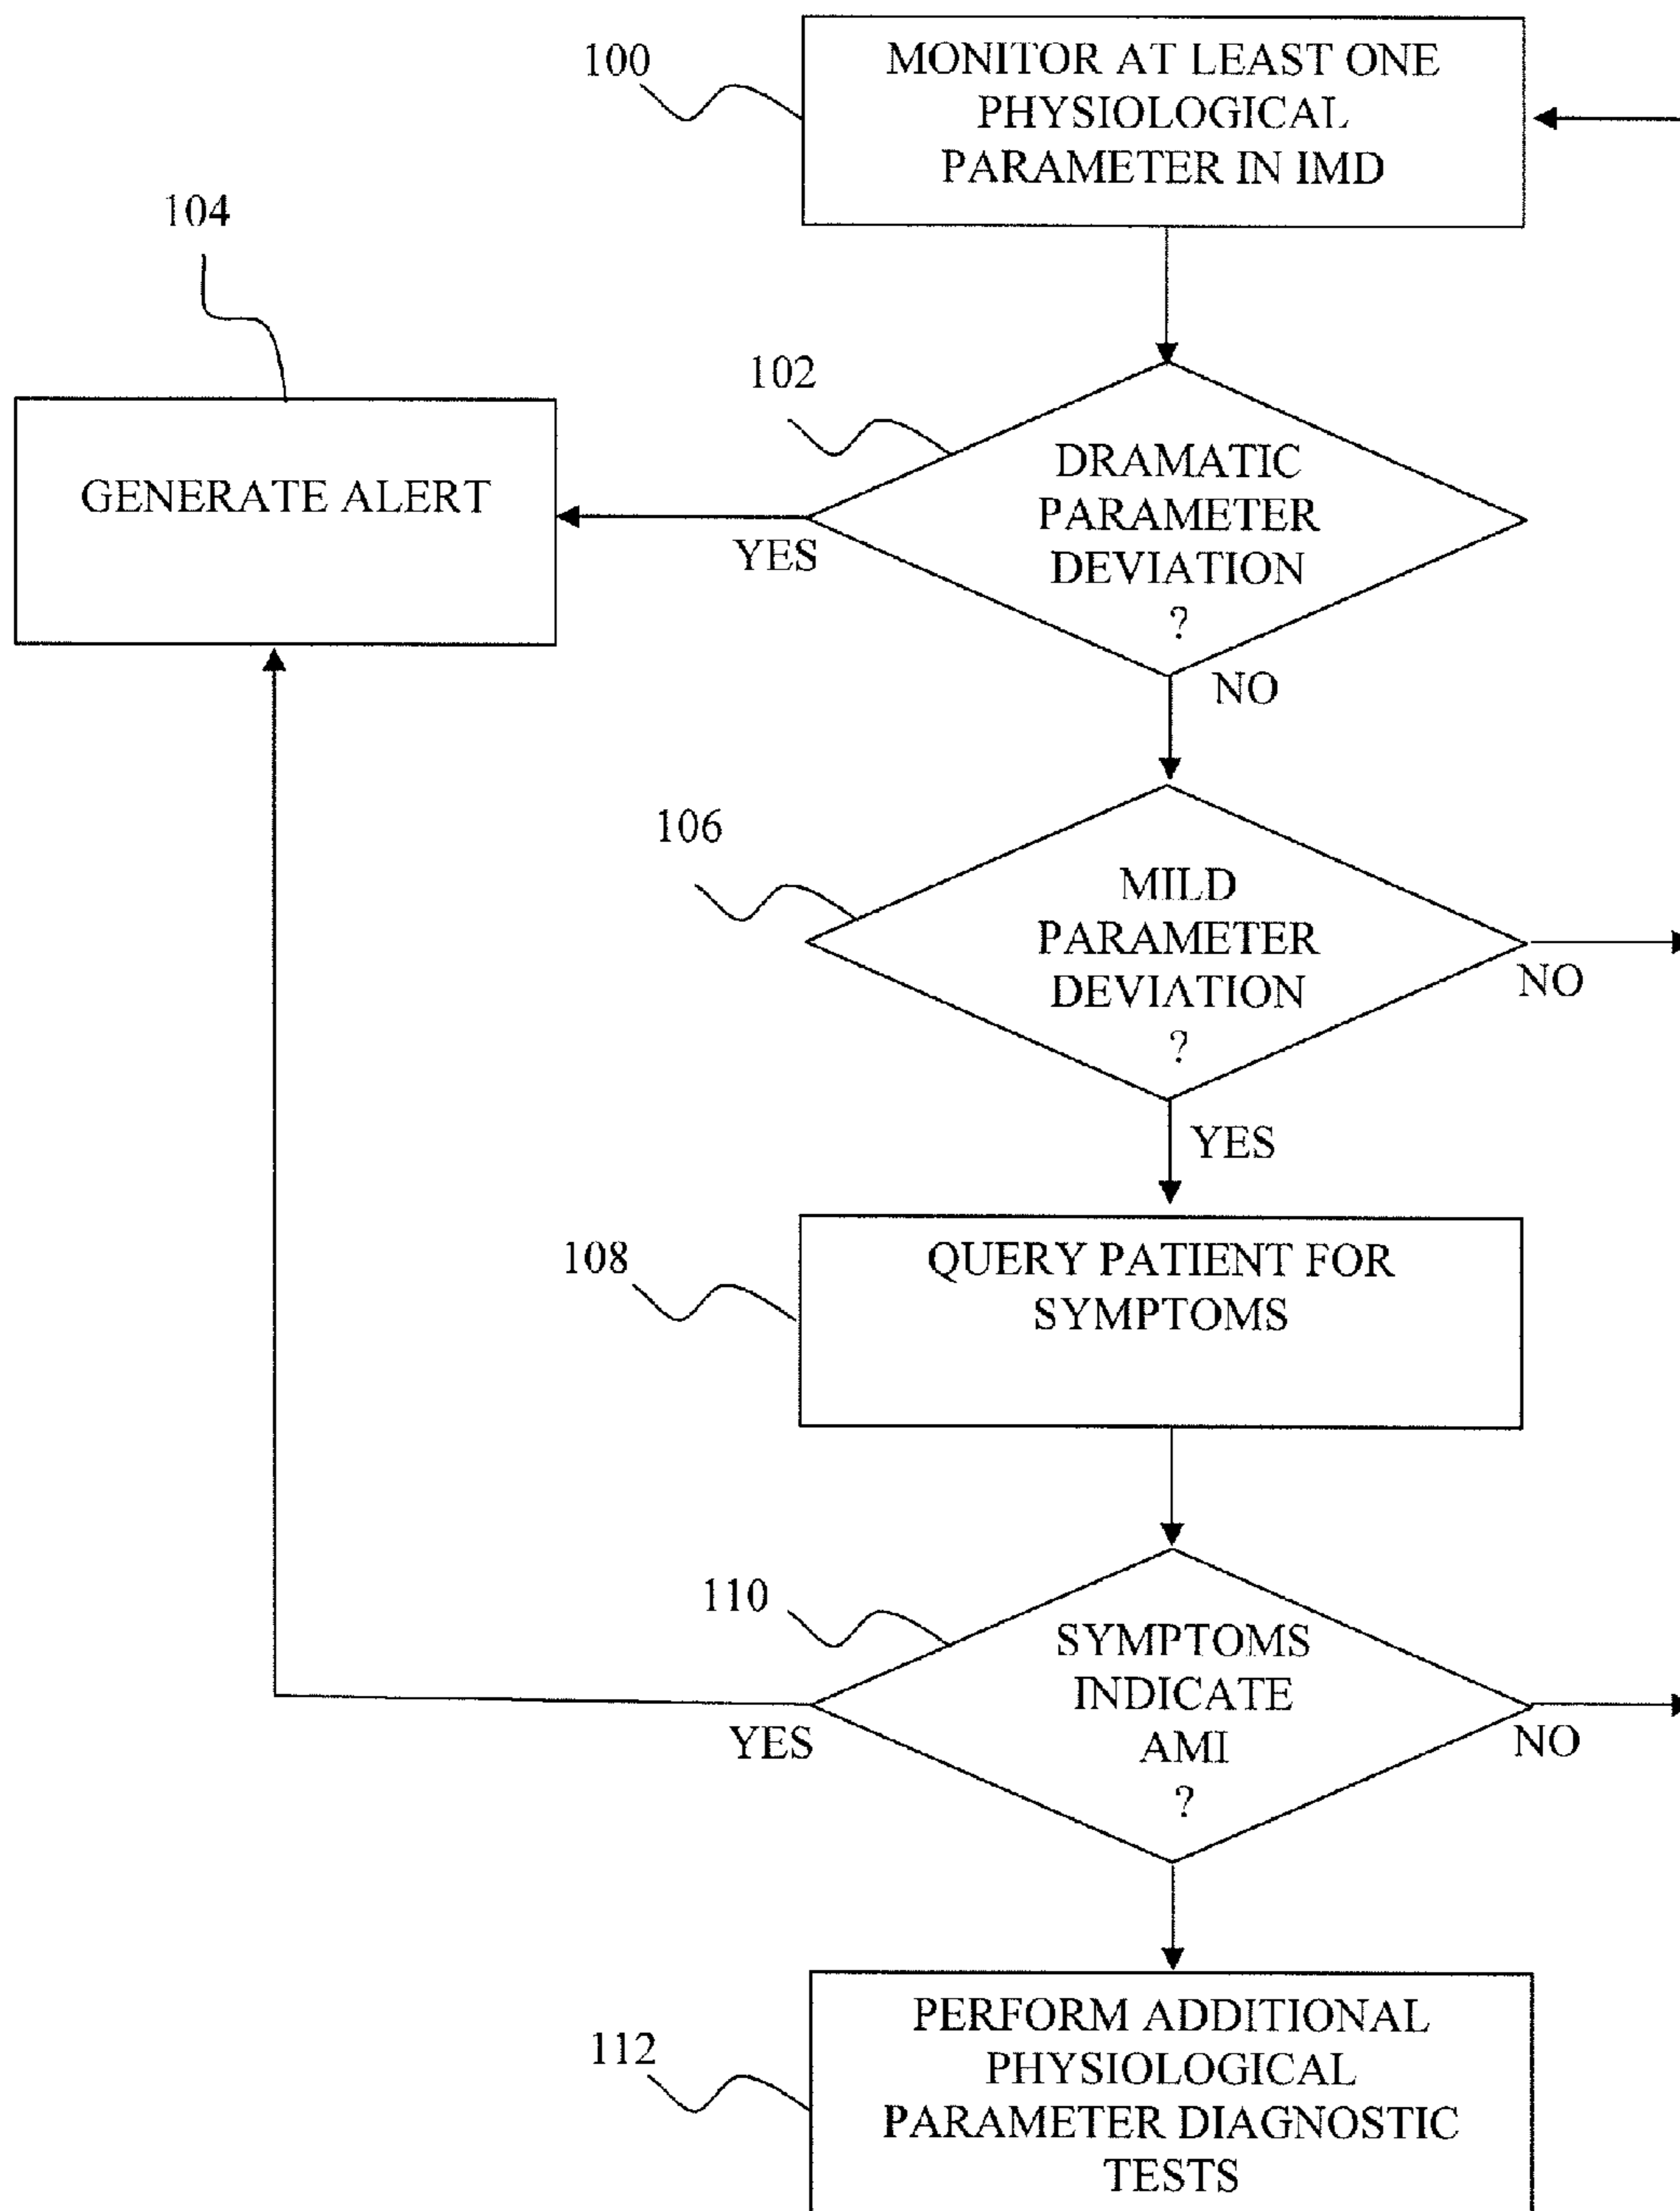 100
MONITOR AT LEAST ONE
PHYSIOLOGICAL
PARAMETER IN IMD
104
GENERATE ALERT
102
DRAMATIC
PARAMETER
DEVIATION
?
YES
NO
106
MILD
PARAMETER
DEVIATION
?
NO
YES
108
QUERY PATIENT FOR
SYMPTOMS
110
SYMPTOMS
INDICATE
AMI
?
YES
NO
112
PERFORM ADDITIONAL
PHYSIOLOGICAL
PARAMETER DIAGNOSTIC
TESTS